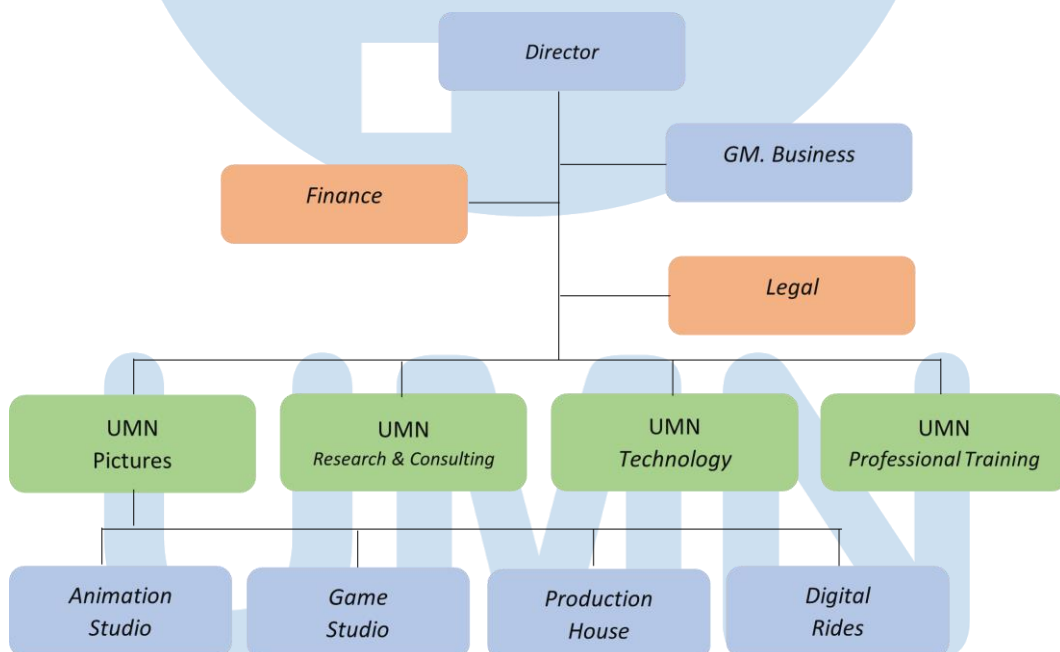 Director
GM. Business
Finance
Legal
UMN
Pictures
UMN
Research & Consulting
UMN
Technology
UMN
Professional Training
Animation
Studio
Game
Studio
Production
House
Digital
Rides
UMN